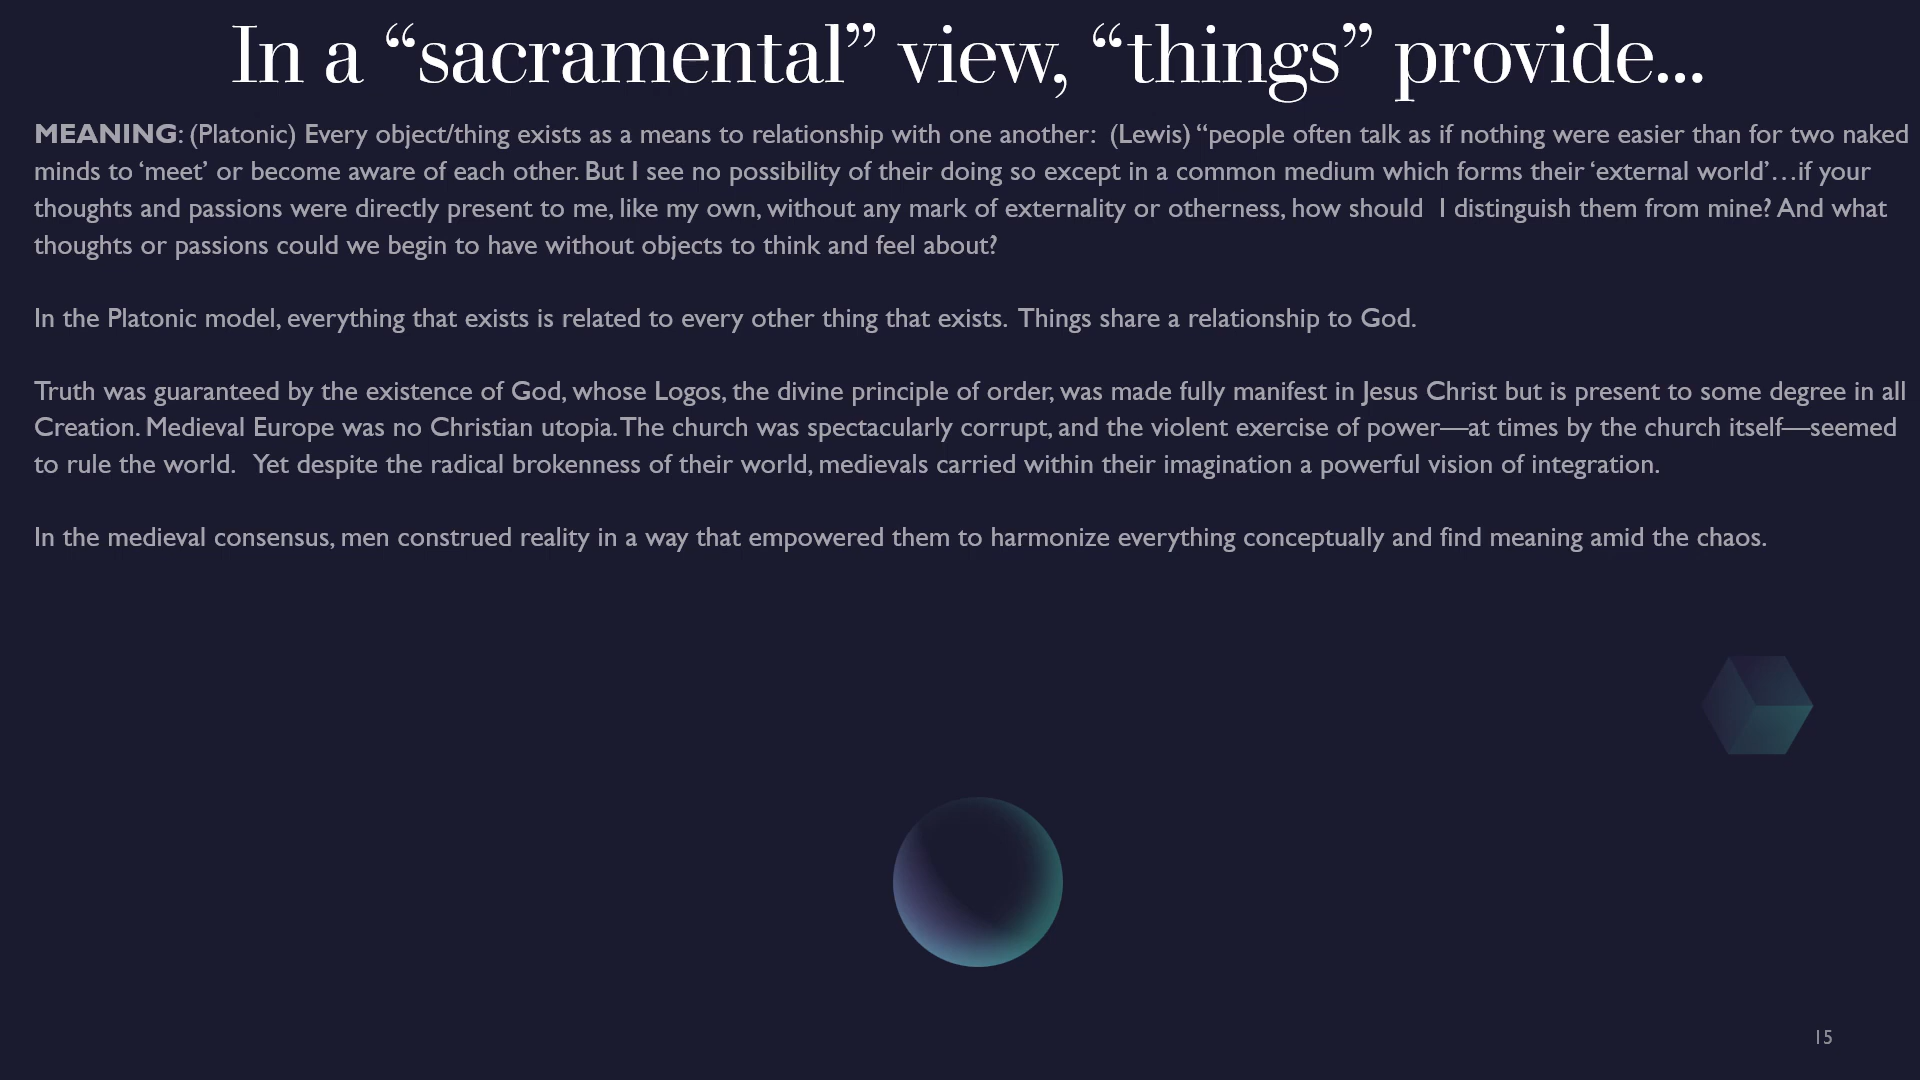 In a “sacramental” view, “things” provide...
MEANING: (Platonic) Every object/thing exists as a means to relationship with one another:  (Lewis) “people often talk as if nothing were easier than for two naked
minds to ‘meet’ or become aware of each other. But I see no possibility of their doing so except in a common medium which forms their ‘external world’…if your
thoughts and passions were directly present to me, like my own, without any mark of externality or otherness, how should  I distinguish them from mine? And what
thoughts or passions could we begin to have without objects to think and feel about?
In the Platonic model, everything that exists is related to every other thing that exists.  Things share a relationship to God.
Truth was guaranteed by the existence of God, whose Logos, the divine principle of order, was made fully manifest in Jesus Christ but is present to some degree in all
Creation. Medieval Europe was no Christian utopia. The church was spectacularly corrupt, and the violent exercise of power—at times by the church itself—seemed
to rule the world.   Yet despite the radical brokenness of their world, medievals carried within their imagination a powerful vision of integration.
In the medieval consensus, men construed reality in a way that empowered them to harmonize everything conceptually and find meaning amid the chaos.
15